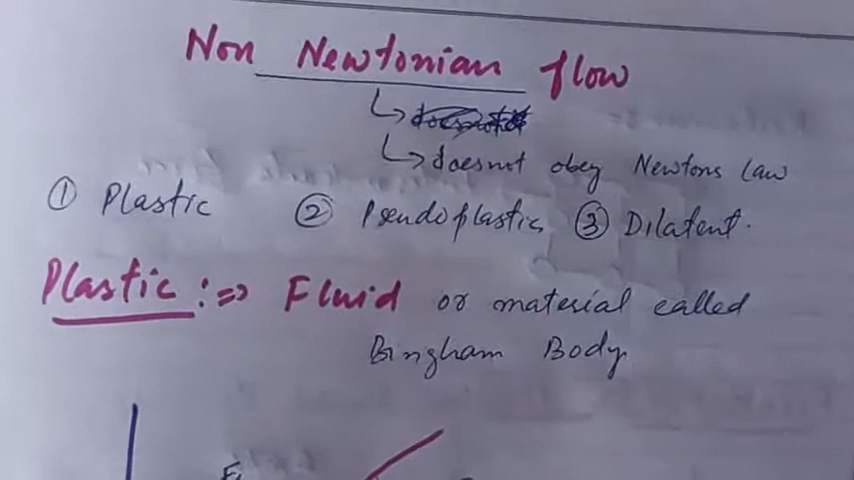 Non Newtonian flow
↳ doesnot obey Newtons Law
① Plastic ② Pseudoplastic ③ Dilatent.
Plastic :⇒ Fluid or material called
Bingham Body